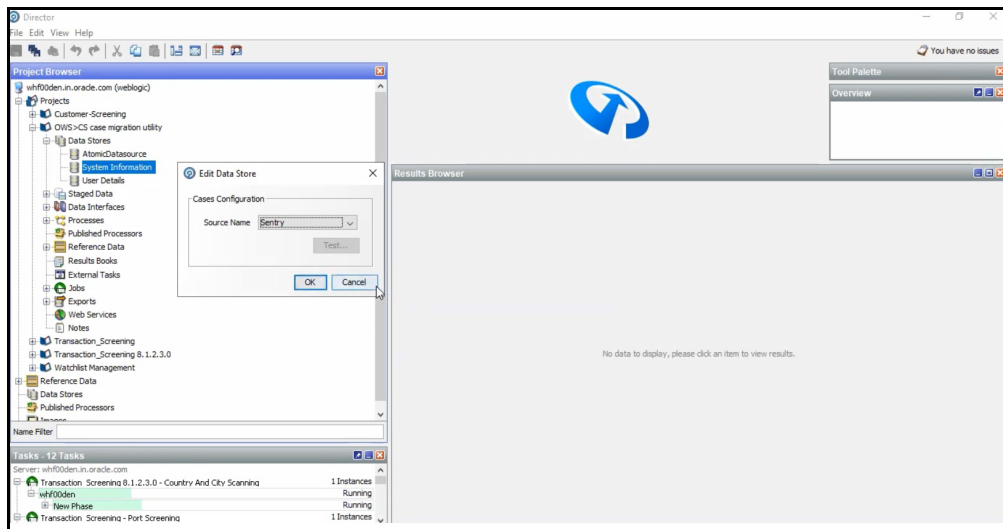 Director
File Edit View Help
You have no issues
Project Browser
whf00den.in.oracle.com (weblogic)
Projects
Customer-Screening
OWS>CS case migration utility
Data Stores
AtomicDatasource
System Information
User Details
Staged Data
Data Interfaces
Processes
Published Processors
Reference Data
Results Books
External Tasks
Jobs
Exports
Web Services
Notes
Transaction_Screening
Transaction_Screening 8.1.2.3.0
Watchlist Management
Reference Data
Data Stores
Published Processors
Images
Name Filter
Edit Data Store
Cases Configuration
Source Name Sentry
Test...
OK Cancel
Tool Palette
Overview
Results Browser
No data to display, please click an item to view results.
Tasks - 12 Tasks
Server: whf00den.in.oracle.com
Transaction Screening 8.1.2.3.0 - Country And City Scanning 1 Instances
whf00den Running
New Phase Running
Transaction Screening - Port Screening 1 Instances